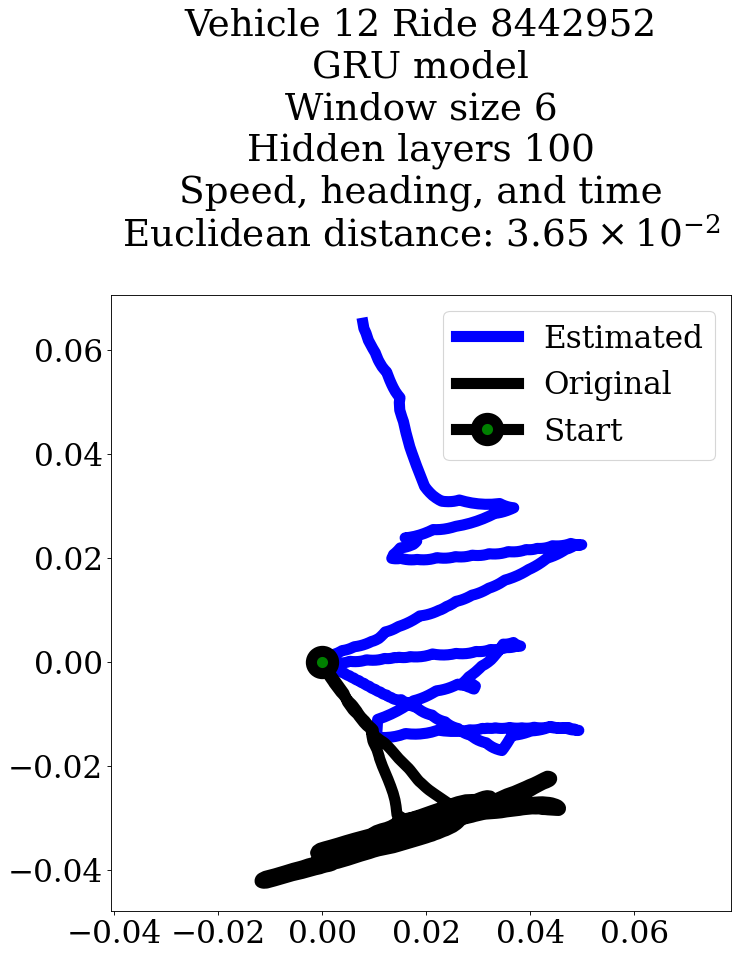 Vehicle 12 Ride 8442952
GRU model
Window size 6
Hidden layers 100
Speed, heading, and time
Euclidean distance: 3.65 × 10⁻²
Estimated
Original
Start
0.06
0.04
0.02
0.00
−0.02
−0.04
−0.04 −0.02 0.00 0.02 0.04 0.06